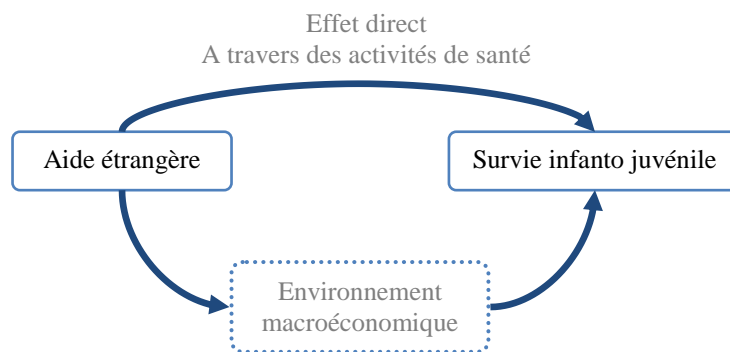 Effet direct
A travers des activités de santé
Aide étrangère
Survie infanto juvénile
Environnement
macroéconomique